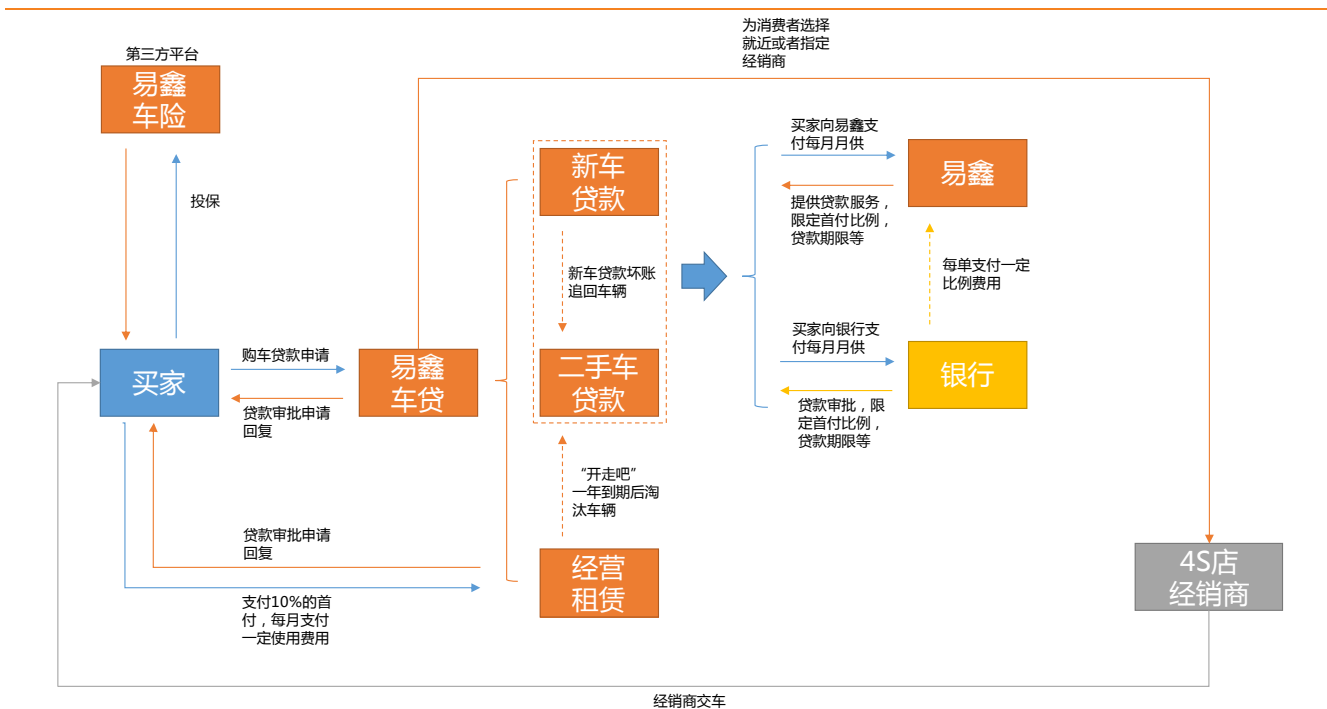 为消费者选择
就近或者指定
经销商
第三方平台
易鑫
车险
投保
买家
购车贷款申请
贷款审批申请
回复
易鑫
车贷
新车
贷款
新车贷款坏账
追回车辆
二手车
贷款
“开走吧”
一年到期后淘
汰车辆
经营
租赁
贷款审批申请
回复
支付10%的首
付，每月支付
一定使用费用
买家向易鑫支
付每月月供
提供贷款服务，
限定首付比例，
贷款期限等
易鑫
每单支付一定
比例费用
买家向银行支
付每月月供
贷款审批，限
定首付比例，
贷款期限等
银行
4S店
经销商
经销商交车